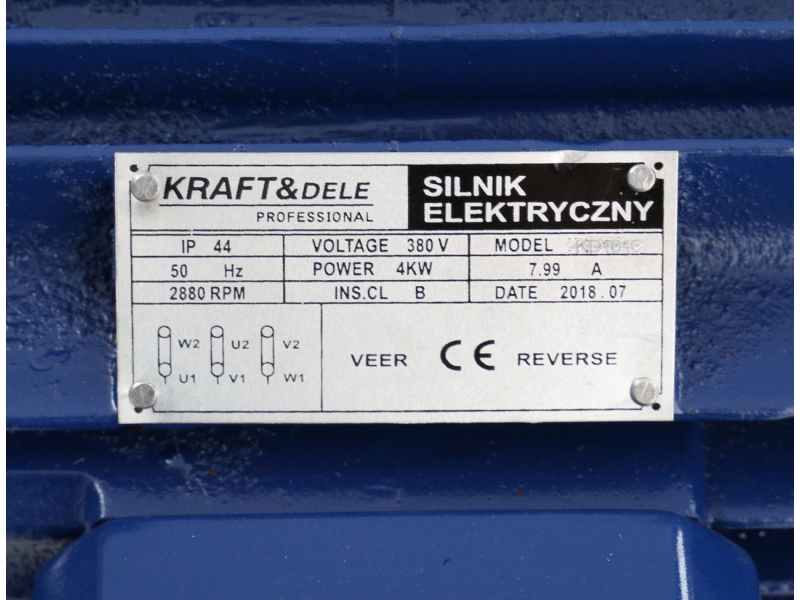 KRAFT&DELE
PROFESSIONAL
SILNIK
ELEKTRYCZNY
IP 44 VOLTAGE 380 V MODEL
50 Hz POWER 4KW 7.99 A
2880 RPM INS.CL B DATE 2018.07
W2 U2 V2
U1 V1 W1
VEER CE REVERSE